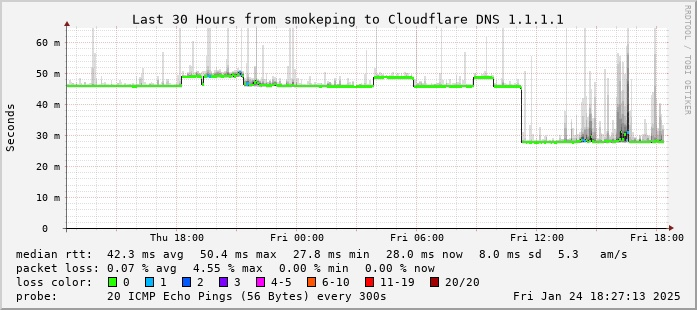 Last 30 Hours from smokeping to Cloudflare DNS 1.1.1.1
RRDTOOL / TOBI OETIKER
Seconds
60 m
50 m
40 m
30 m
20 m
10 m
0
Thu 18:00 Fri 00:00 Fri 06:00 Fri 12:00 Fri 18:00
median rtt: 42.3 ms avg 50.4 ms max 27.8 ms min 28.0 ms now 8.0 ms sd 5.3 am/s
packet loss: 0.07 % avg 4.55 % max 0.00 % min 0.00 % now
loss color: 0 1 2 3 4-5 6-10 11-19 20/20
probe: 20 ICMP Echo Pings (56 Bytes) every 300s Fri Jan 24 18:27:13 2025